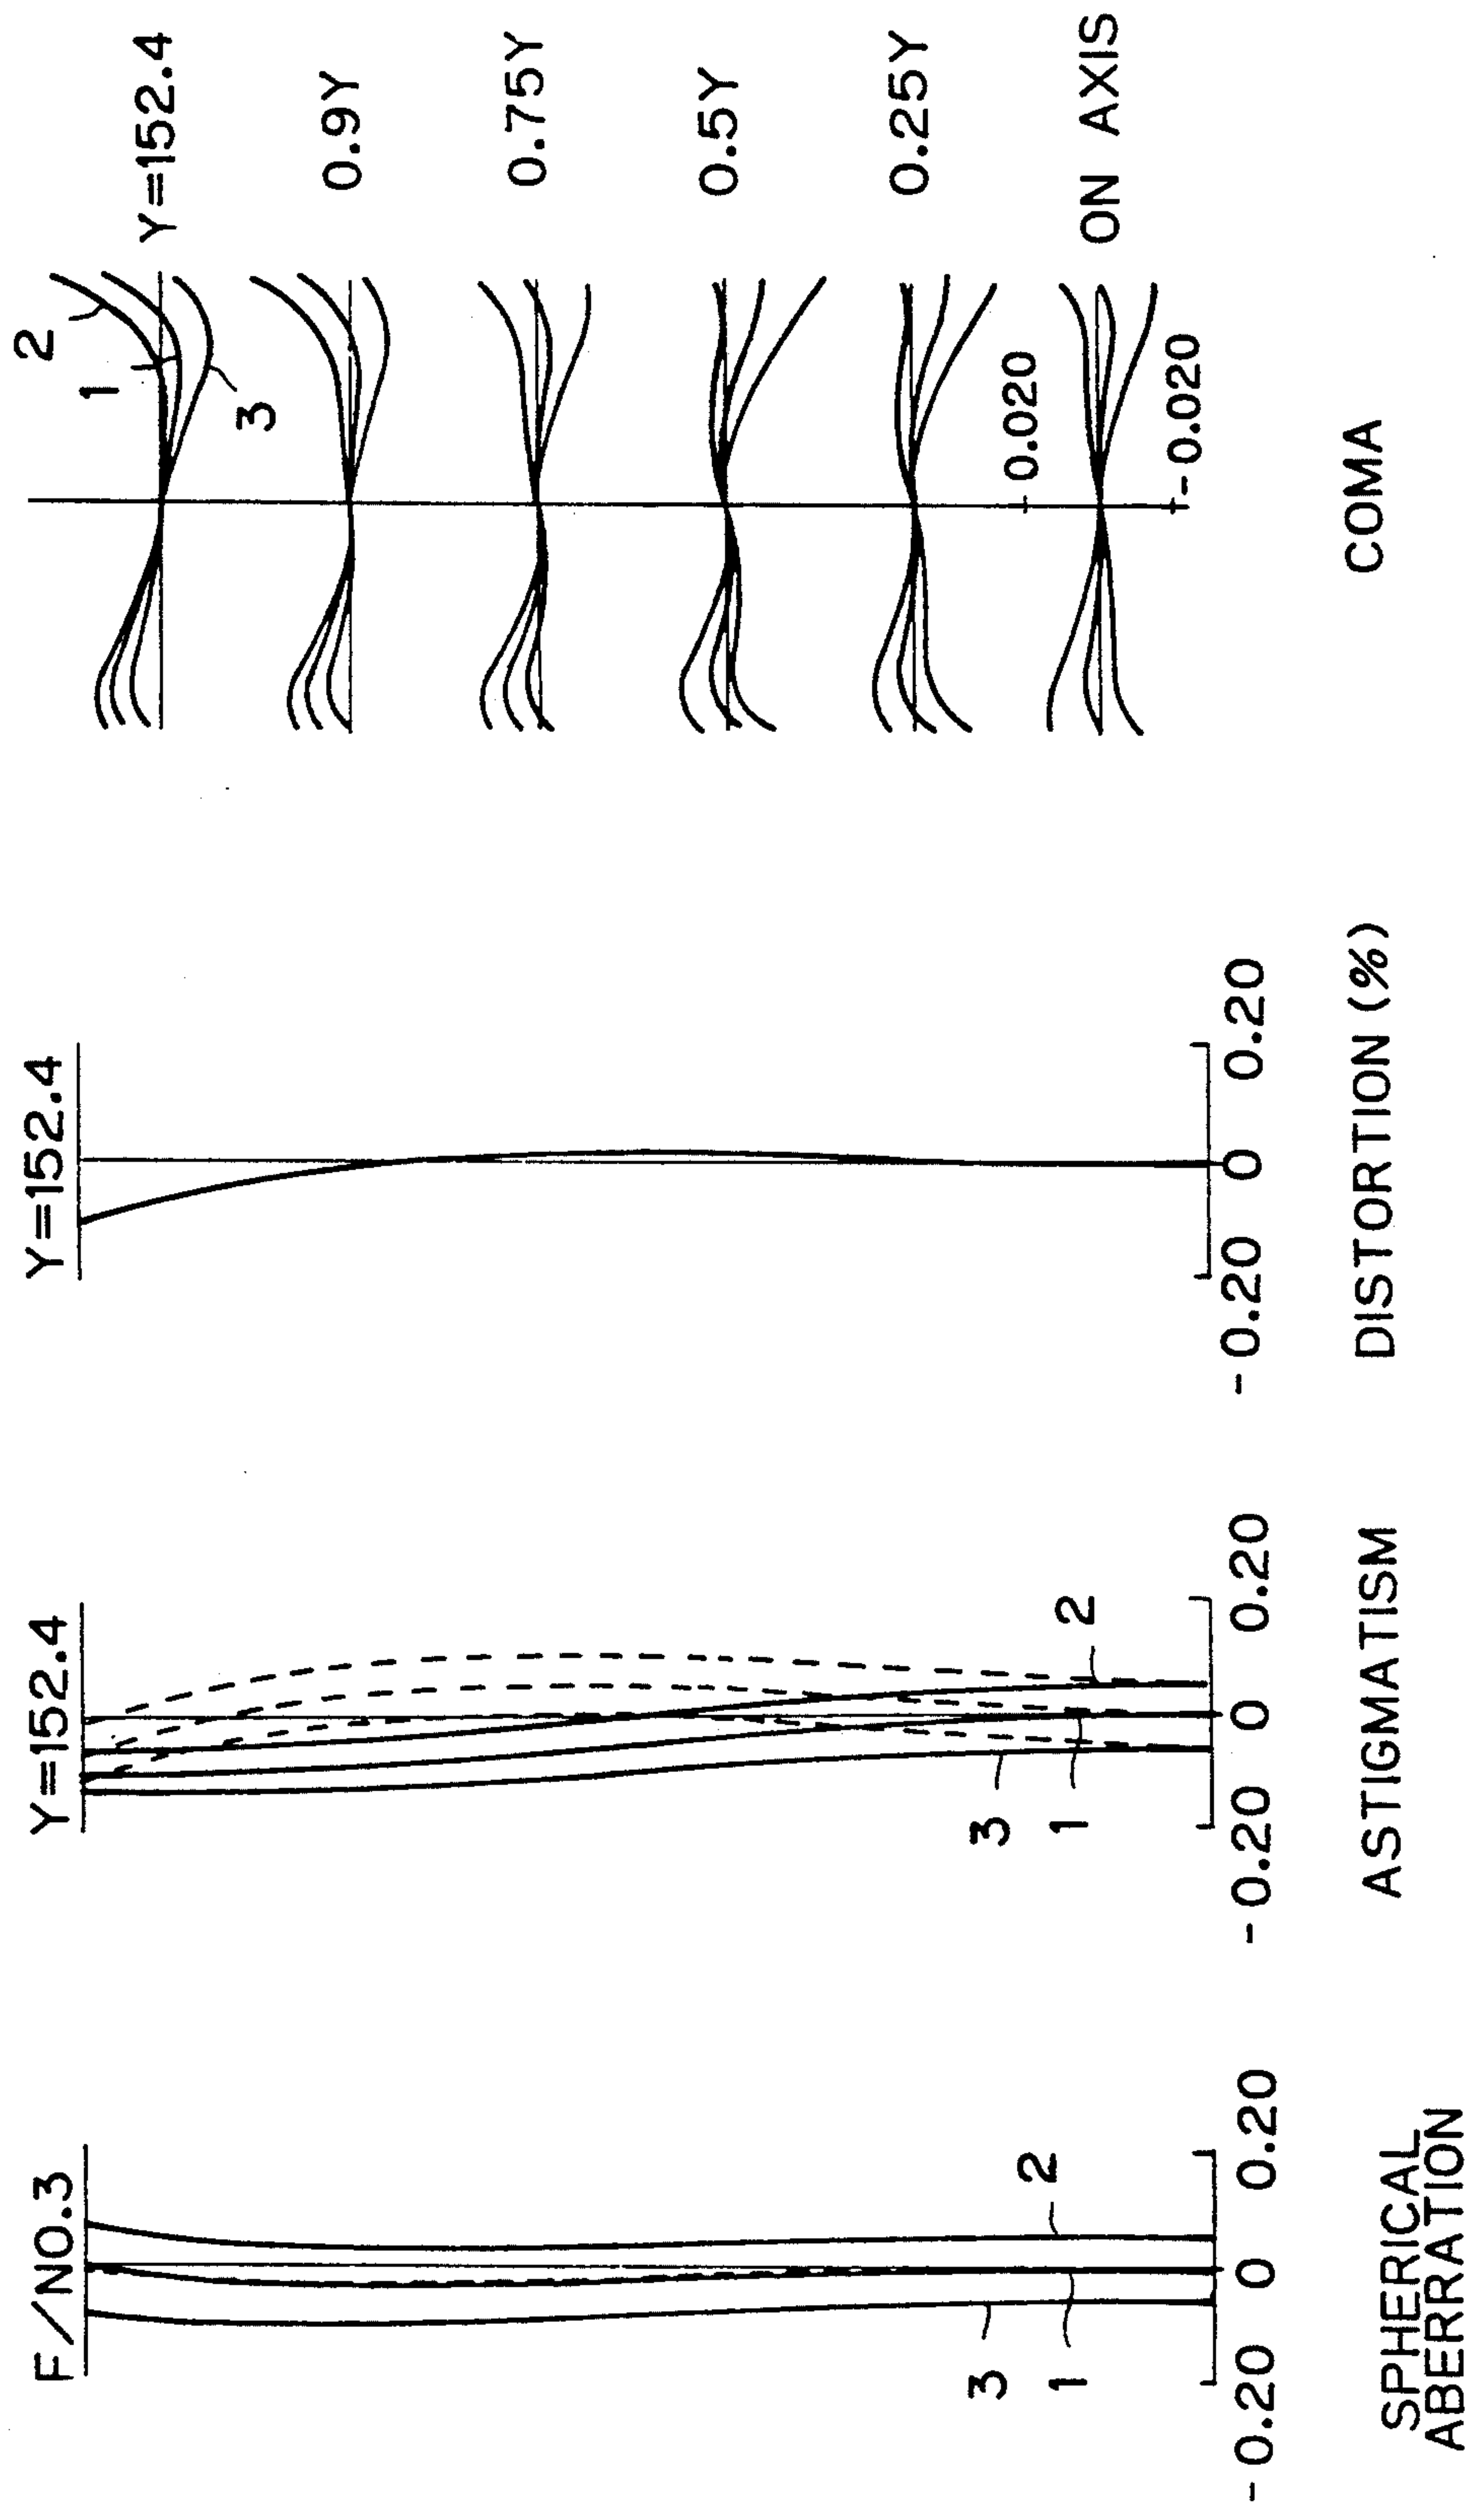 F/NO.3
2
3
1
-0.20 0 0.20
SPHERICAL
ABERRATION
Y=152.4
2
3
1
-0.20 0 0.20
ASTIGMATISM
Y=152.4
-0.20 0 0.20
DISTORTION (%)
2
1
3
Y=152.4
0.9Y
0.75Y
0.5Y
0.25Y
0.020
ON AXIS
-0.020
COMA